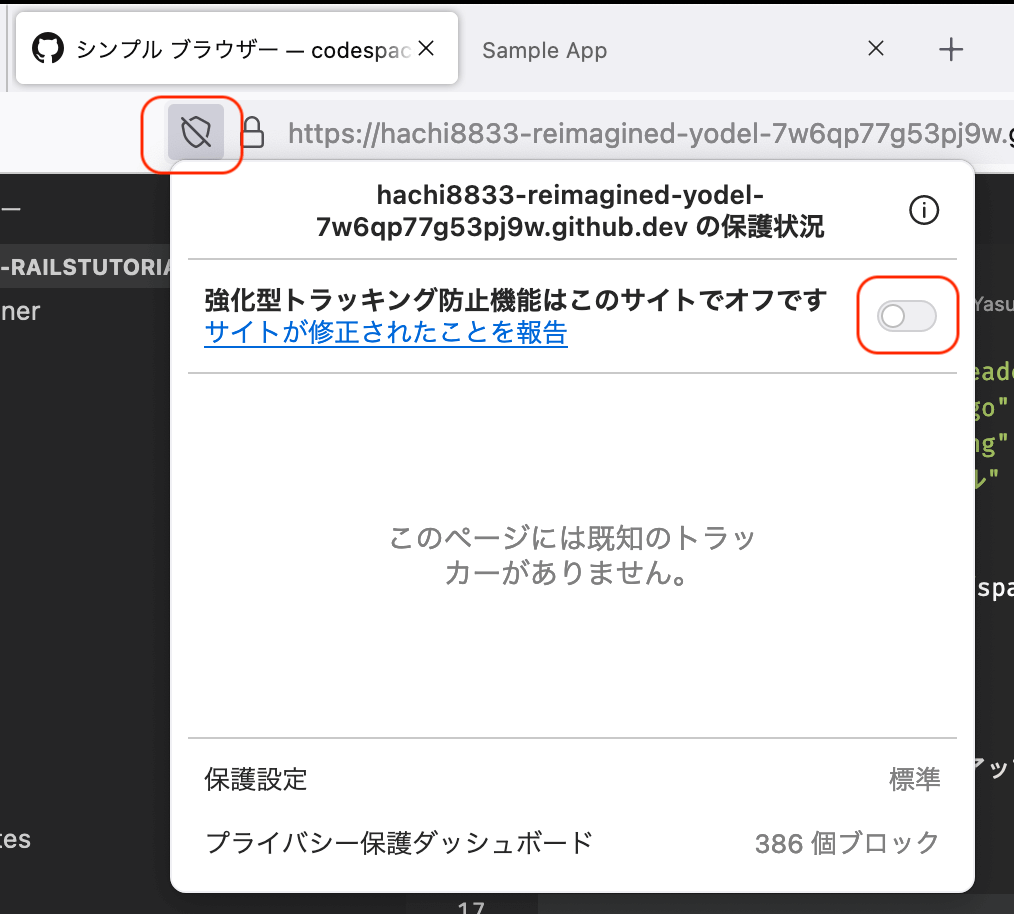 シンプル ブラウザー — codespac
Sample App
https://hachi8833-reimagined-yodel-7w6qp77g53pj9w.g
hachi8833-reimagined-yodel-
7w6qp77g53pj9w.github.dev の保護状況
-RAILSTUTORIA
ner
強化型トラッキング防止機能はこのサイトでオフです
サイトが修正されたことを報告
Yasu
eade
go"
ng"
ル"
このページには既知のトラッ
カーがありません。
spa
アップ
保護設定 標準
tes
プライバシー保護ダッシュボード 386 個ブロック
17